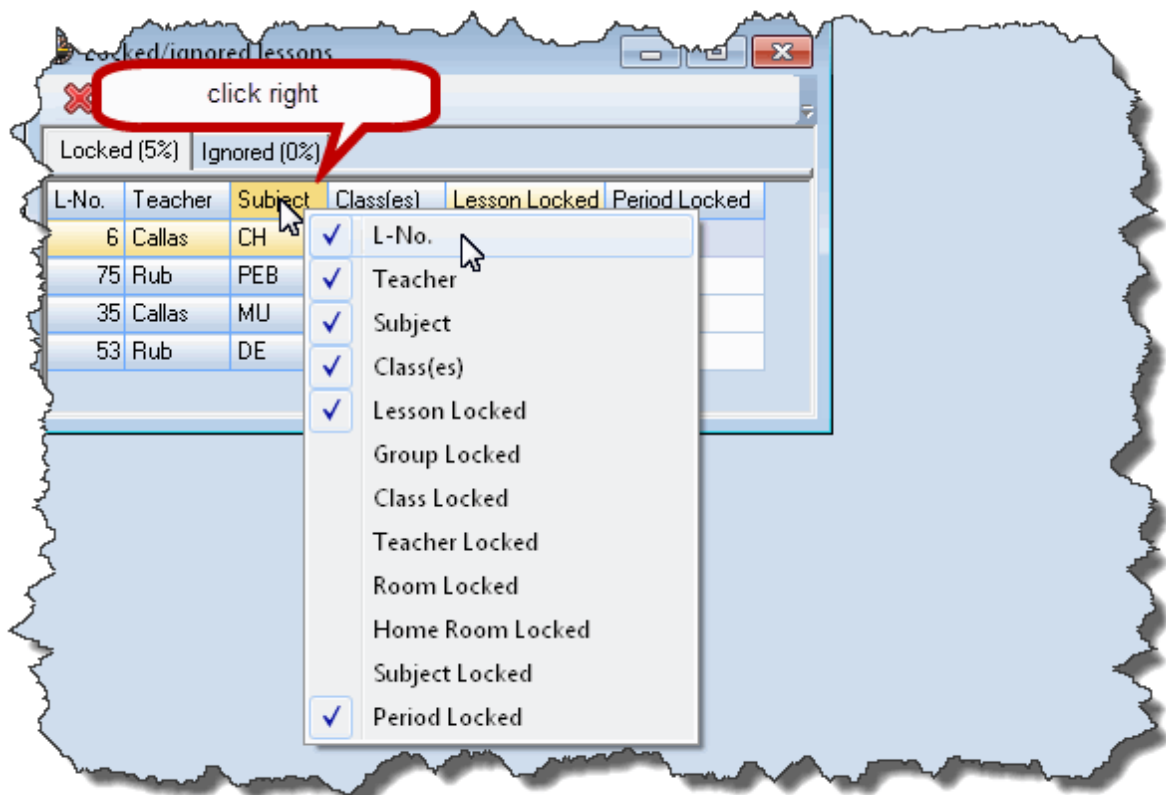 Locked/ignored lessons
click right
Locked (5%) Ignored (0%)
L-No. Teacher Subject Class(es) Lesson Locked Period Locked
6 Callas CH
75 Rub PEB
35 Callas MU
53 Rub DE
L-No.
Teacher
Subject
Class(es)
Lesson Locked
Group Locked
Class Locked
Teacher Locked
Room Locked
Home Room Locked
Subject Locked
Period Locked